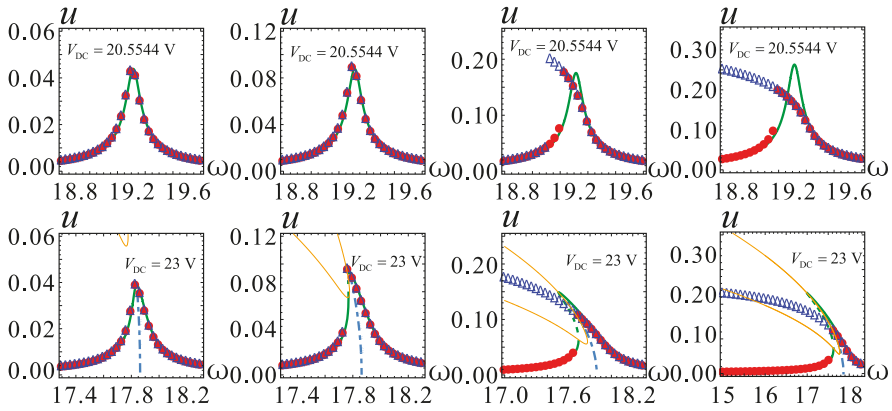 u u u u
0.06 0.12 0.20 0.30
V_DC = 20.5544 V V_DC = 20.5544 V V_DC = 20.5544 V V_DC = 20.5544 V
0.04 0.08 0.10 0.20
0.02 0.04 0.00 0.10
0.00 0.00 0.00
18.8 19.2 19.6 ω 18.8 19.2 19.6 ω 18.8 19.2 19.6 ω 18.8 19.2 19.6 ω
u u u u
0.06 0.12 0.20 0.30
V_DC = 23 V V_DC = 23 V V_DC = 23 V V_DC = 23 V
0.04 0.08 0.10 0.20
0.02 0.04 0.00 0.10
0.00 0.00 0.00
17.4 17.8 18.2 ω 17.4 17.8 18.2 ω 17.0 17.6 18.2 ω 15 16 17 18 ω